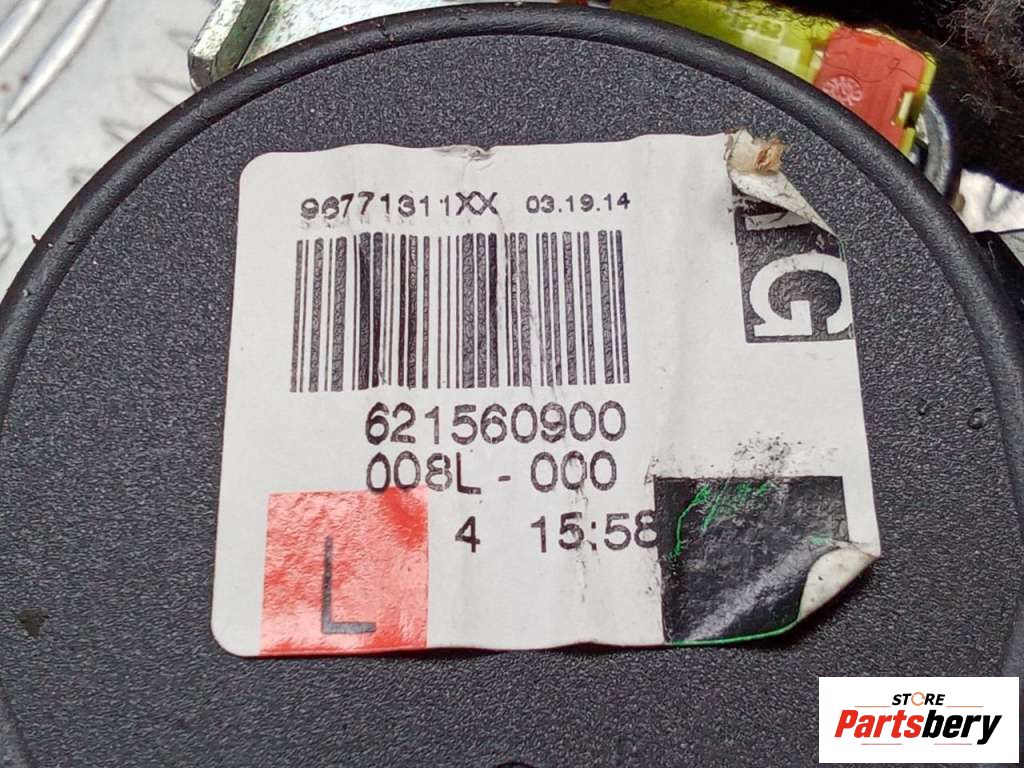 96771311XX 03.19.14
G
621560900
008L-000
4 15:58
L
STORE
Partsbery